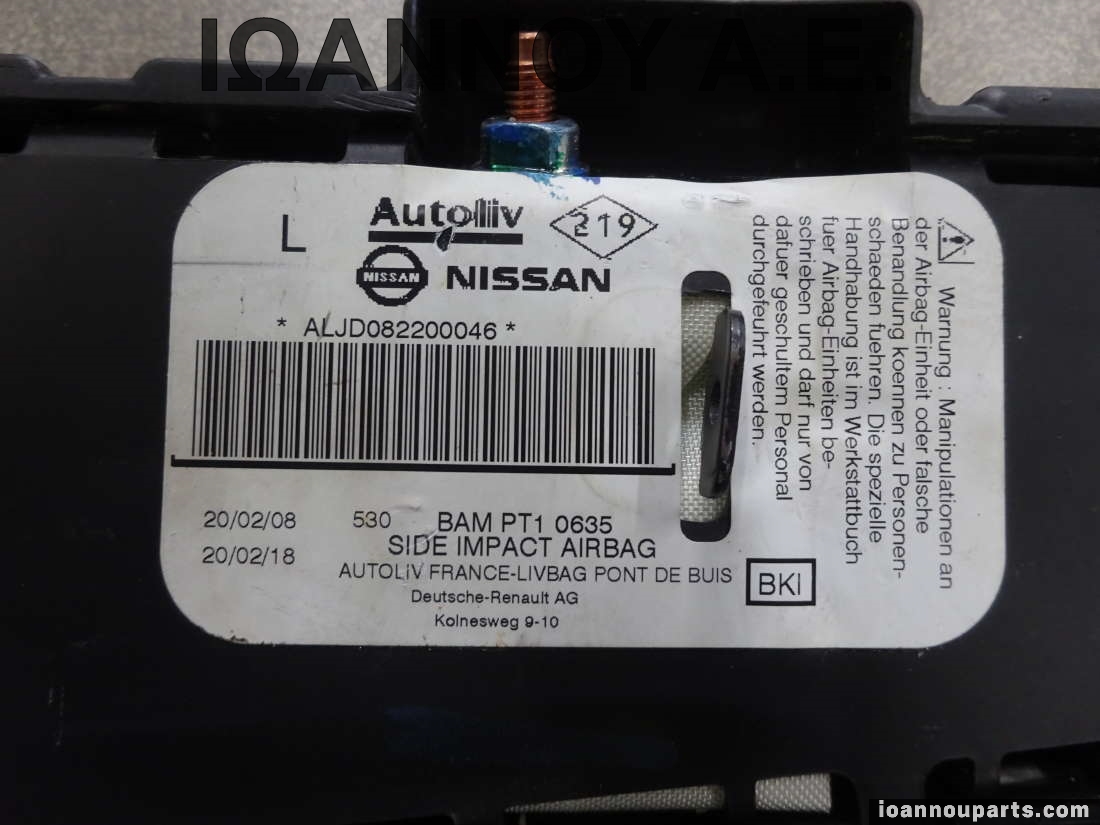 ΙΩΑΝΝΟΥ Α.Ε.
L
Autoliv
219
NISSAN
NISSAN
* ALJD082200046 *
20/02/08 530 BAM PT1 0635
20/02/18 SIDE IMPACT AIRBAG
AUTOLIV FRANCE-LIVBAG PONT DE BUIS
Deutsche-Renault AG
Kolnesweg 9-10
BKI
Warnung : Manipulationen an
der Airbag-Einheit oder falsche
Benandlung koennen zu Personen-
schaeden fuehren. Die spezielle
Handhabung ist im Werkstattbuch
fuer Airbag-Einheiten be-
schrieben und darf nur von
dafuer geschultem Personal
durchgefeuhrt werden.
ioannouparts.com